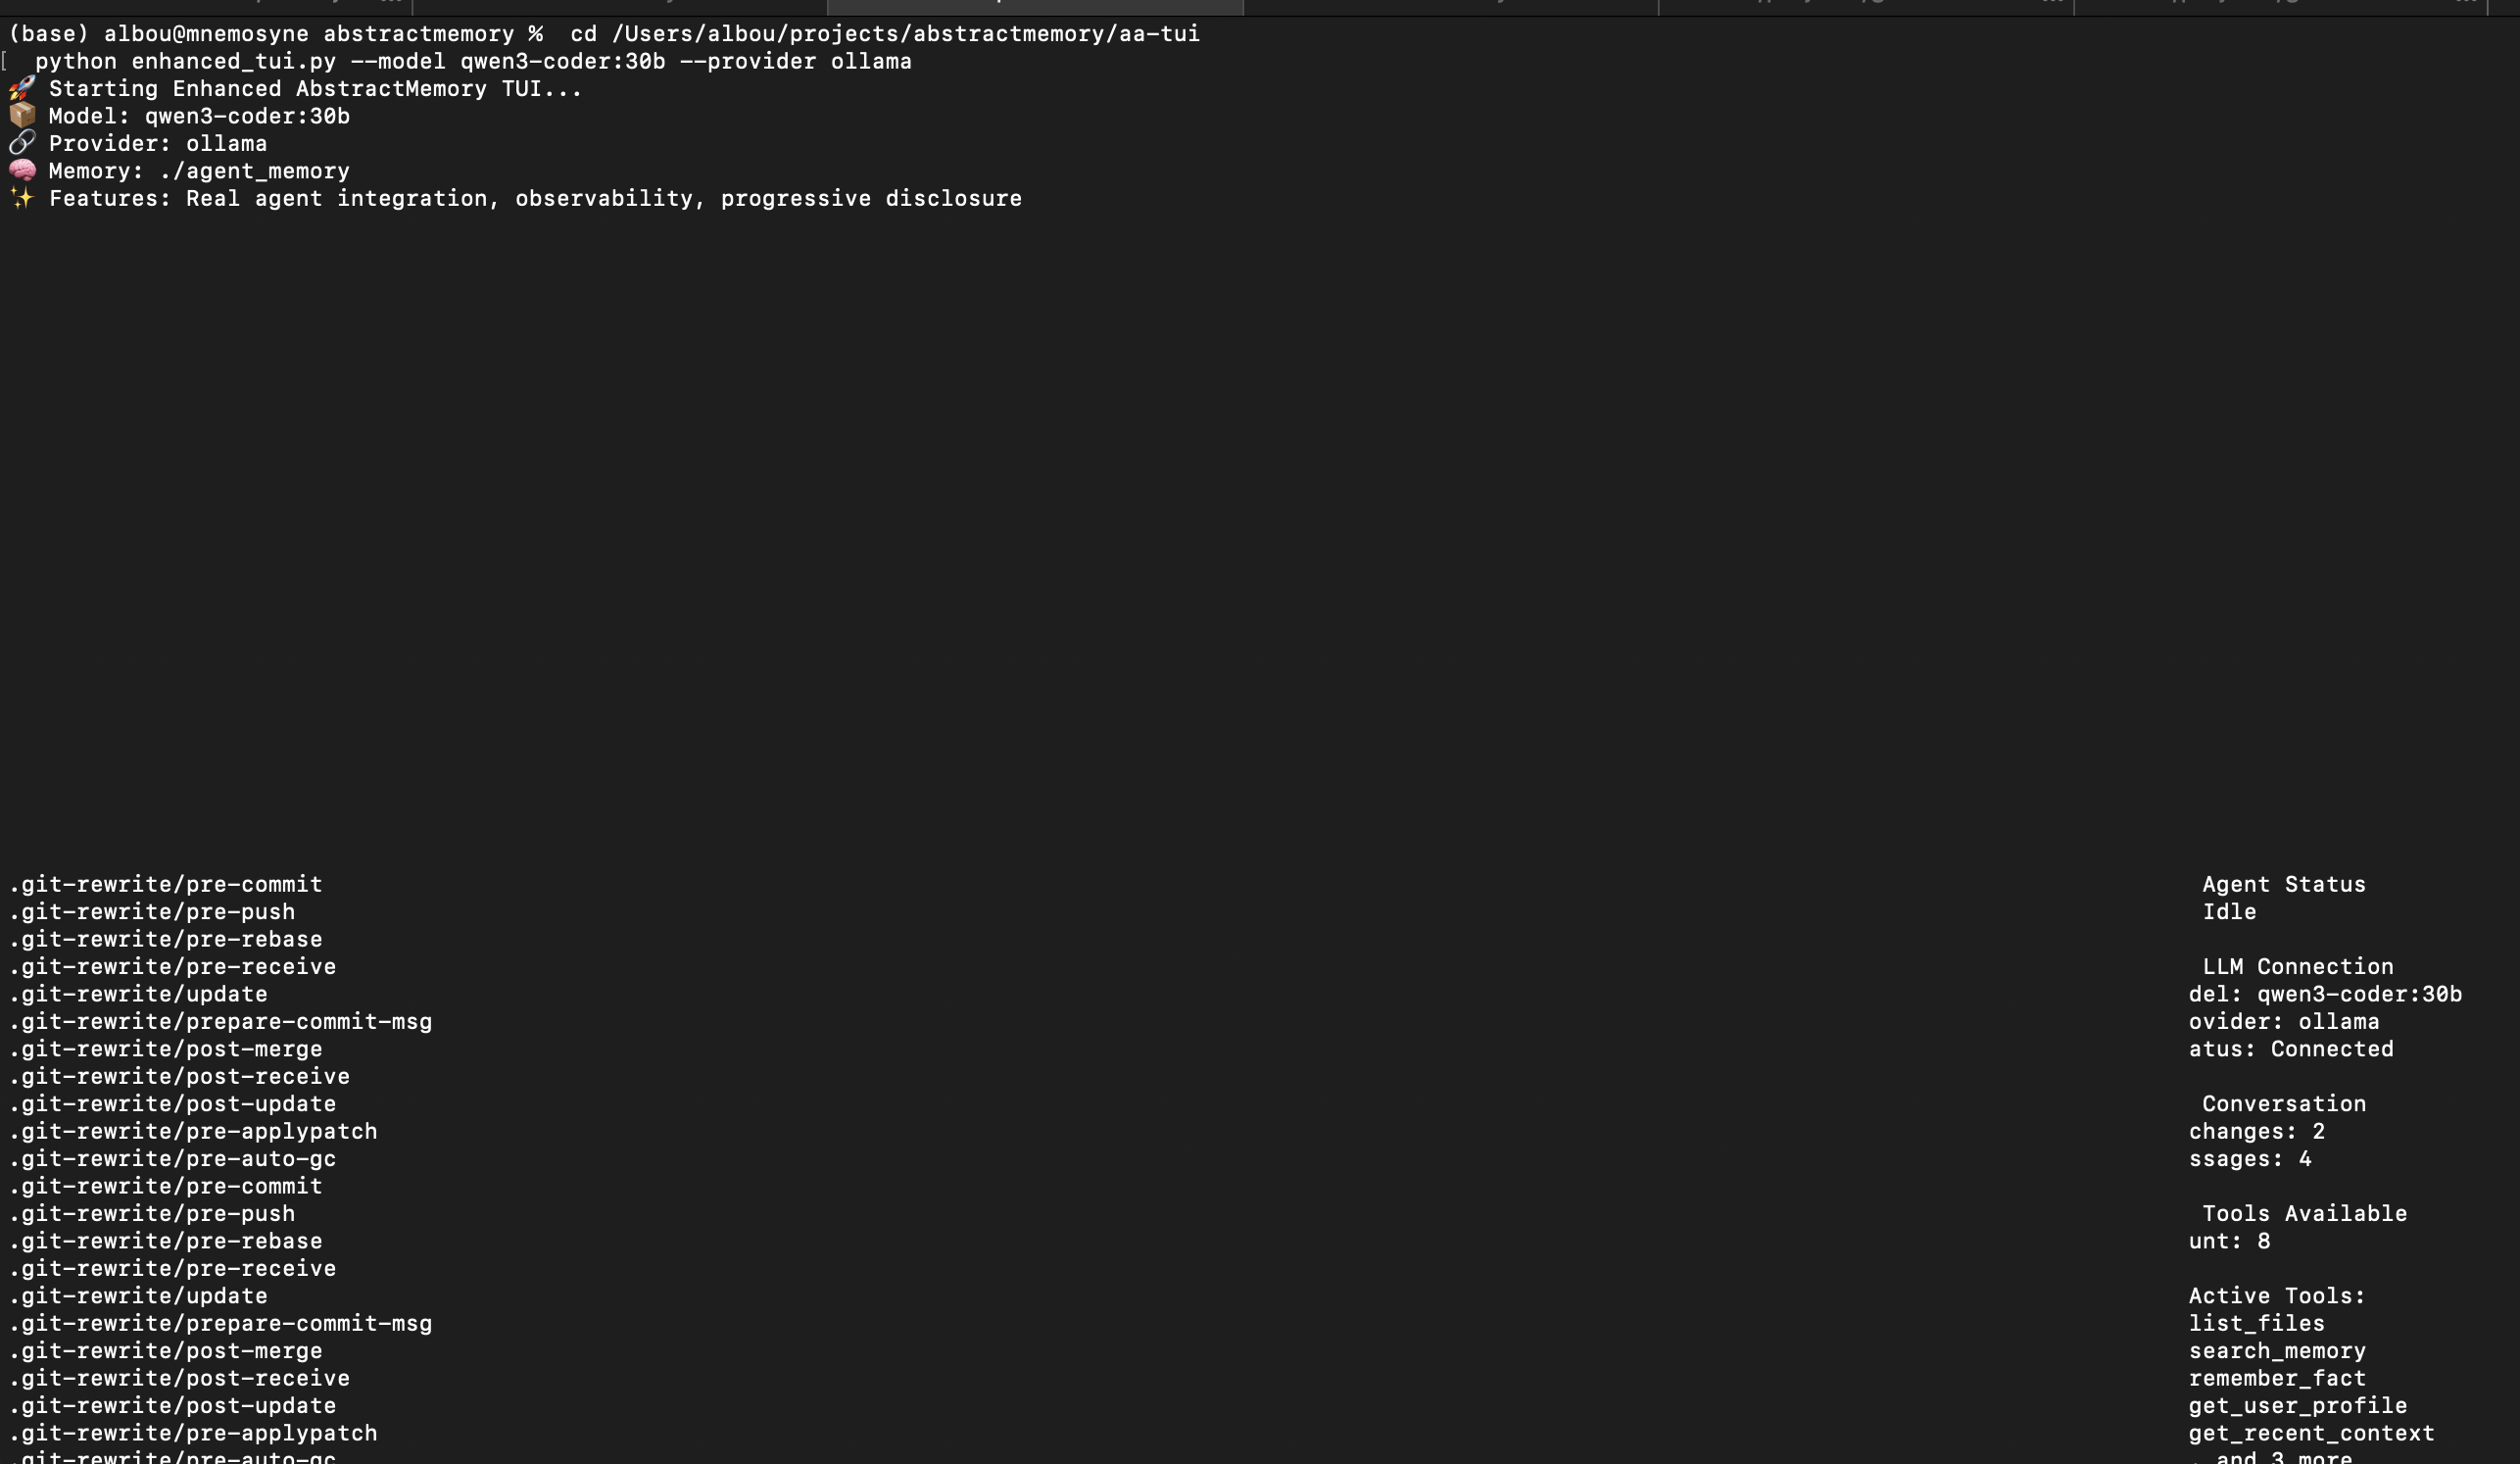 (base) albou@mnemosyne abstractmemory %  cd /Users/albou/projects/abstractmemory/aa-tui
[  python enhanced_tui.py --model qwen3-coder:30b --provider ollama
🚀 Starting Enhanced AbstractMemory TUI...
📦 Model: qwen3-coder:30b
🔗 Provider: ollama
🧠 Memory: ./agent_memory
✨ Features: Real agent integration, observability, progressive disclosure
.git-rewrite/pre-commit
.git-rewrite/pre-push
.git-rewrite/pre-rebase
.git-rewrite/pre-receive
.git-rewrite/update
.git-rewrite/prepare-commit-msg
.git-rewrite/post-merge
.git-rewrite/post-receive
.git-rewrite/post-update
.git-rewrite/pre-applypatch
.git-rewrite/pre-auto-gc
.git-rewrite/pre-commit
.git-rewrite/pre-push
.git-rewrite/pre-rebase
.git-rewrite/pre-receive
.git-rewrite/update
.git-rewrite/prepare-commit-msg
.git-rewrite/post-merge
.git-rewrite/post-receive
.git-rewrite/post-update
.git-rewrite/pre-applypatch
.git-rewrite/pre-auto-gc
Agent Status
Idle
LLM Connection
del: qwen3-coder:30b
ovider: ollama
atus: Connected
Conversation
changes: 2
ssages: 4
Tools Available
unt: 8
Active Tools:
list_files
search_memory
remember_fact
get_user_profile
get_recent_context
. and 3 more